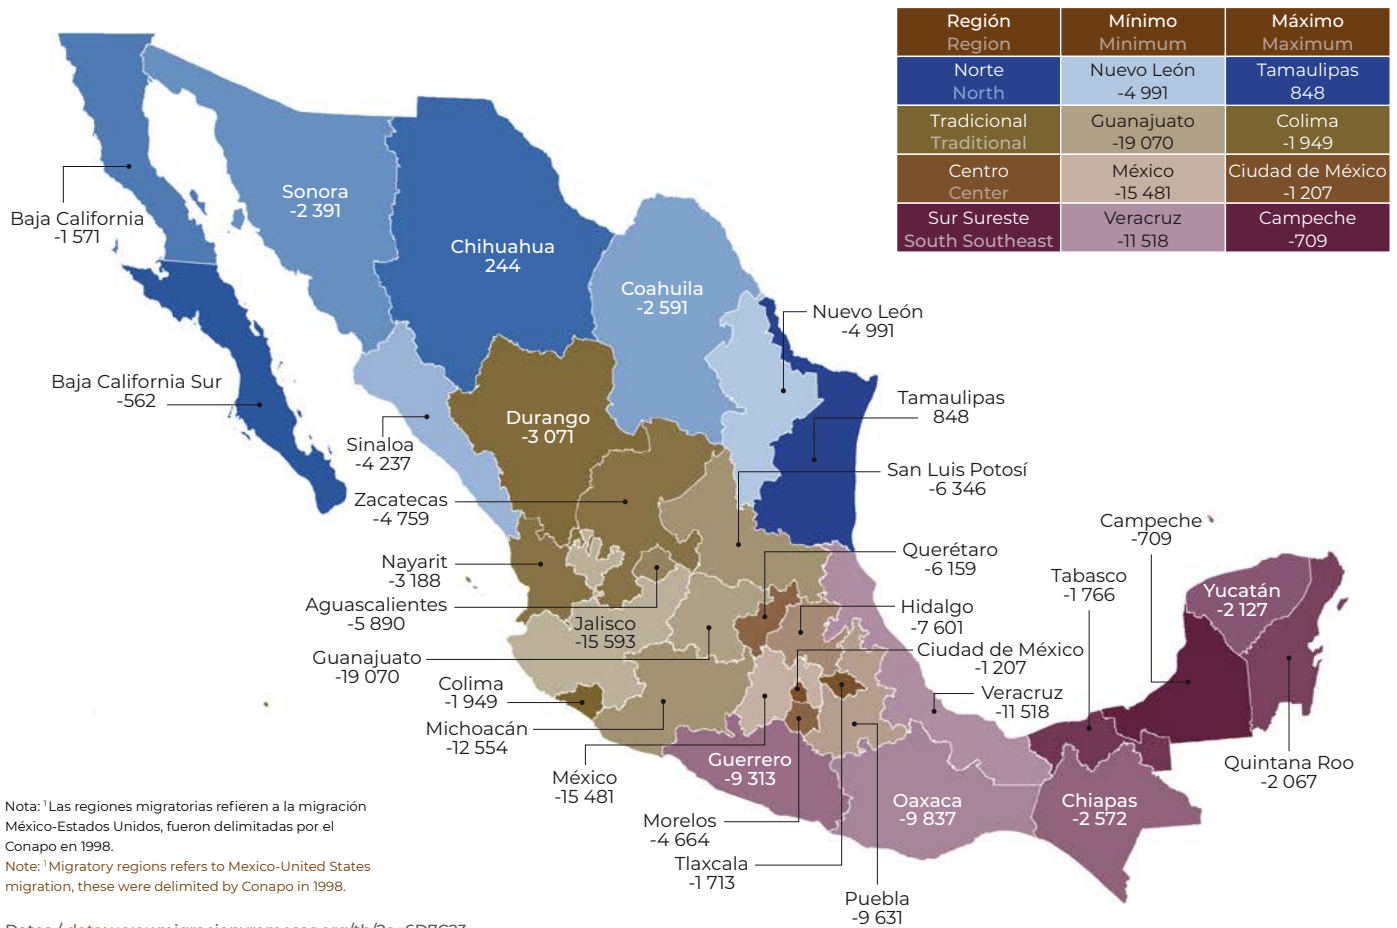 Región Mínimo Máximo
Region Minimum Maximum
Norte Nuevo León Tamaulipas
North -4 991 848
Tradicional Guanajuato Colima
Traditional -19 070 -1 949
Centro México Ciudad de México
Center -15 481 -1 207
Sur Sureste Veracruz Campeche
South Southeast -11 518 -709
Baja California
-1 571
Sonora
-2 391
Chihuahua
244
Coahuila
-2 591
Nuevo León
-4 991
Baja California Sur
-562
Tamaulipas
848
Durango
-3 071
Sinaloa
-4 237
San Luis Potosí
-6 346
Zacatecas
-4 759
Campeche
-709
Querétaro
-6 159
Nayarit
-3 188
Tabasco
-1 766
Yucatán
-2 127
Aguascalientes
-5 890
Hidalgo
-7 601
Jalisco
-15 593
Ciudad de México
-1 207
Guanajuato
-19 070
Colima
-1 949
Veracruz
-11 518
Michoacán
-12 554
México
-15 481
Guerrero
-9 313
Quintana Roo
-2 067
Oaxaca
-9 837
Chiapas
-2 572
Morelos
-4 664
Tlaxcala
-1 713
Puebla
-9 631
Nota: ¹ Las regiones migratorias refieren a la migración
México-Estados Unidos, fueron delimitadas por el
Conapo en 1998.
Note: ¹ Migratory regions refers to Mexico-United States
migration, these were delimited by Conapo in 1998.